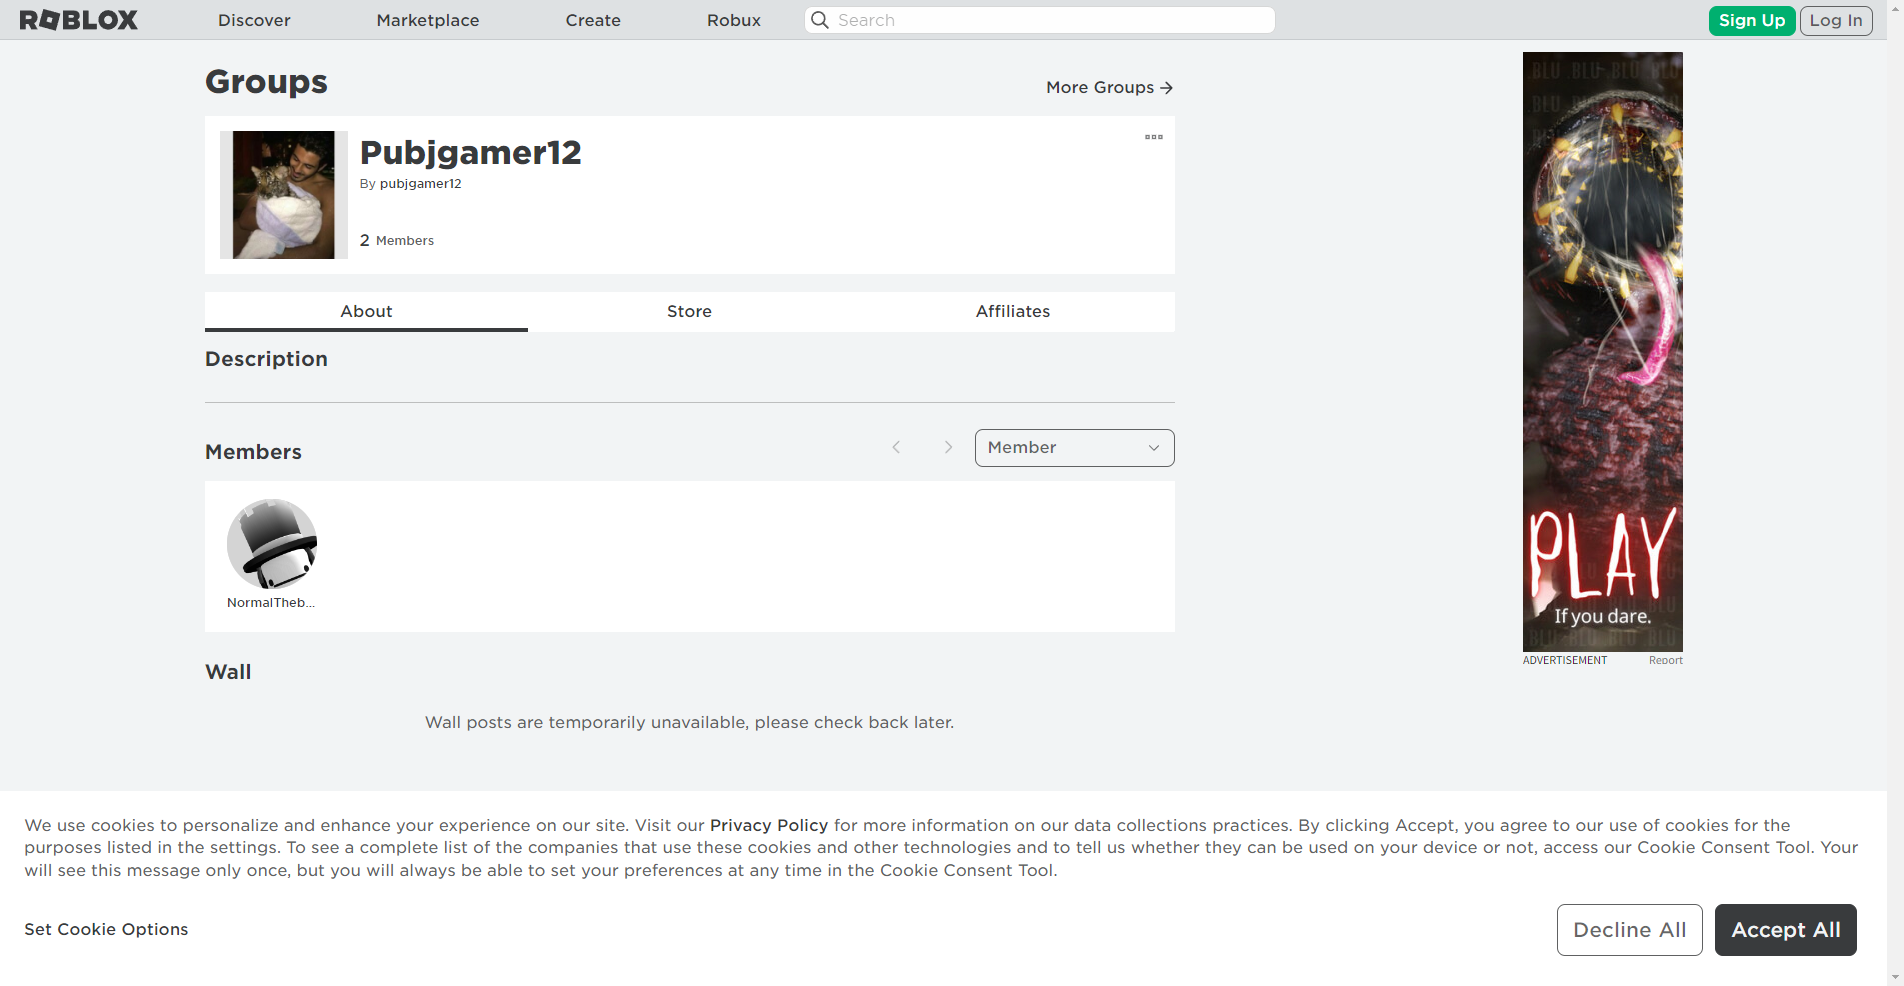 ROBLOX Discover Marketplace Create Robux Search Sign Up Log In
Groups
More Groups
Pubjgamer12
By pubjgamer12
2 Members
About Store Affiliates
Description
Members
Member
NormalTheb...
Wall
Wall posts are temporarily unavailable, please check back later.
BLU BLU BLU BLU
PLAY
If you dare.
ADVERTISEMENT Report
We use cookies to personalize and enhance your experience on our site. Visit our Privacy Policy for more information on our data collections practices. By clicking Accept, you agree to our use of cookies for the
purposes listed in the settings. To see a complete list of the companies that use these cookies and other technologies and to tell us whether they can be used on your device or not, access our Cookie Consent Tool. Your
will see this message only once, but you will always be able to set your preferences at any time in the Cookie Consent Tool.
Set Cookie Options
Decline All
Accept All